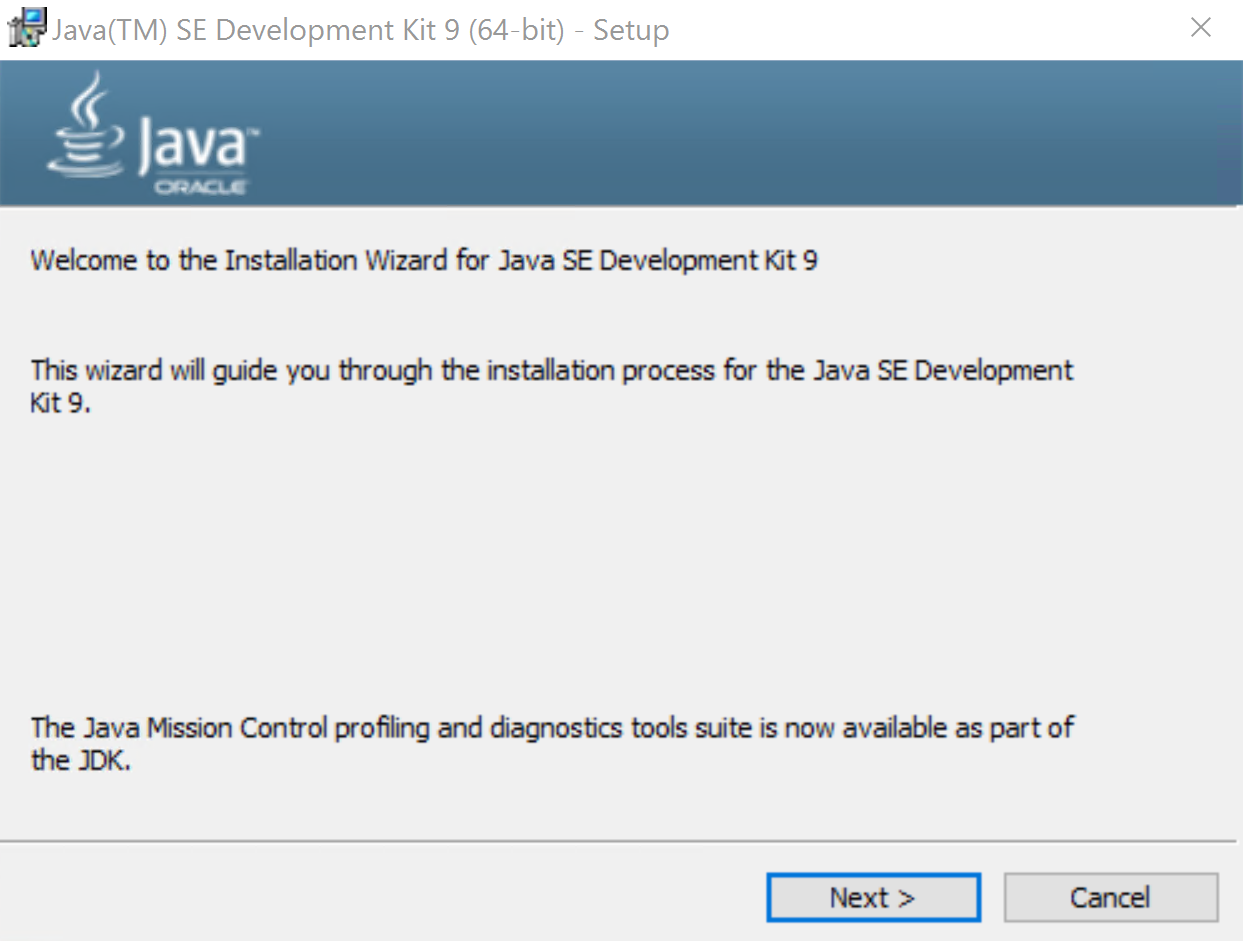 Java(TM) SE Development Kit 9 (64-bit) - Setup
Java™
ORACLE
Welcome to the Installation Wizard for Java SE Development Kit 9
This wizard will guide you through the installation process for the Java SE Development
Kit 9.
The Java Mission Control profiling and diagnostics tools suite is now available as part of
the JDK.
Next >
Cancel